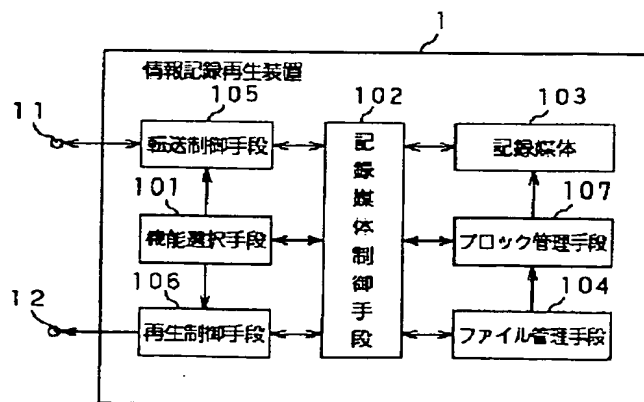 1
情報記録再生装置
11
105
転送制御手段
102
記録媒体制御手段
103
記録媒体
101
機能選択手段
107
ブロック管理手段
12
106
再生制御手段
104
ファイル管理手段